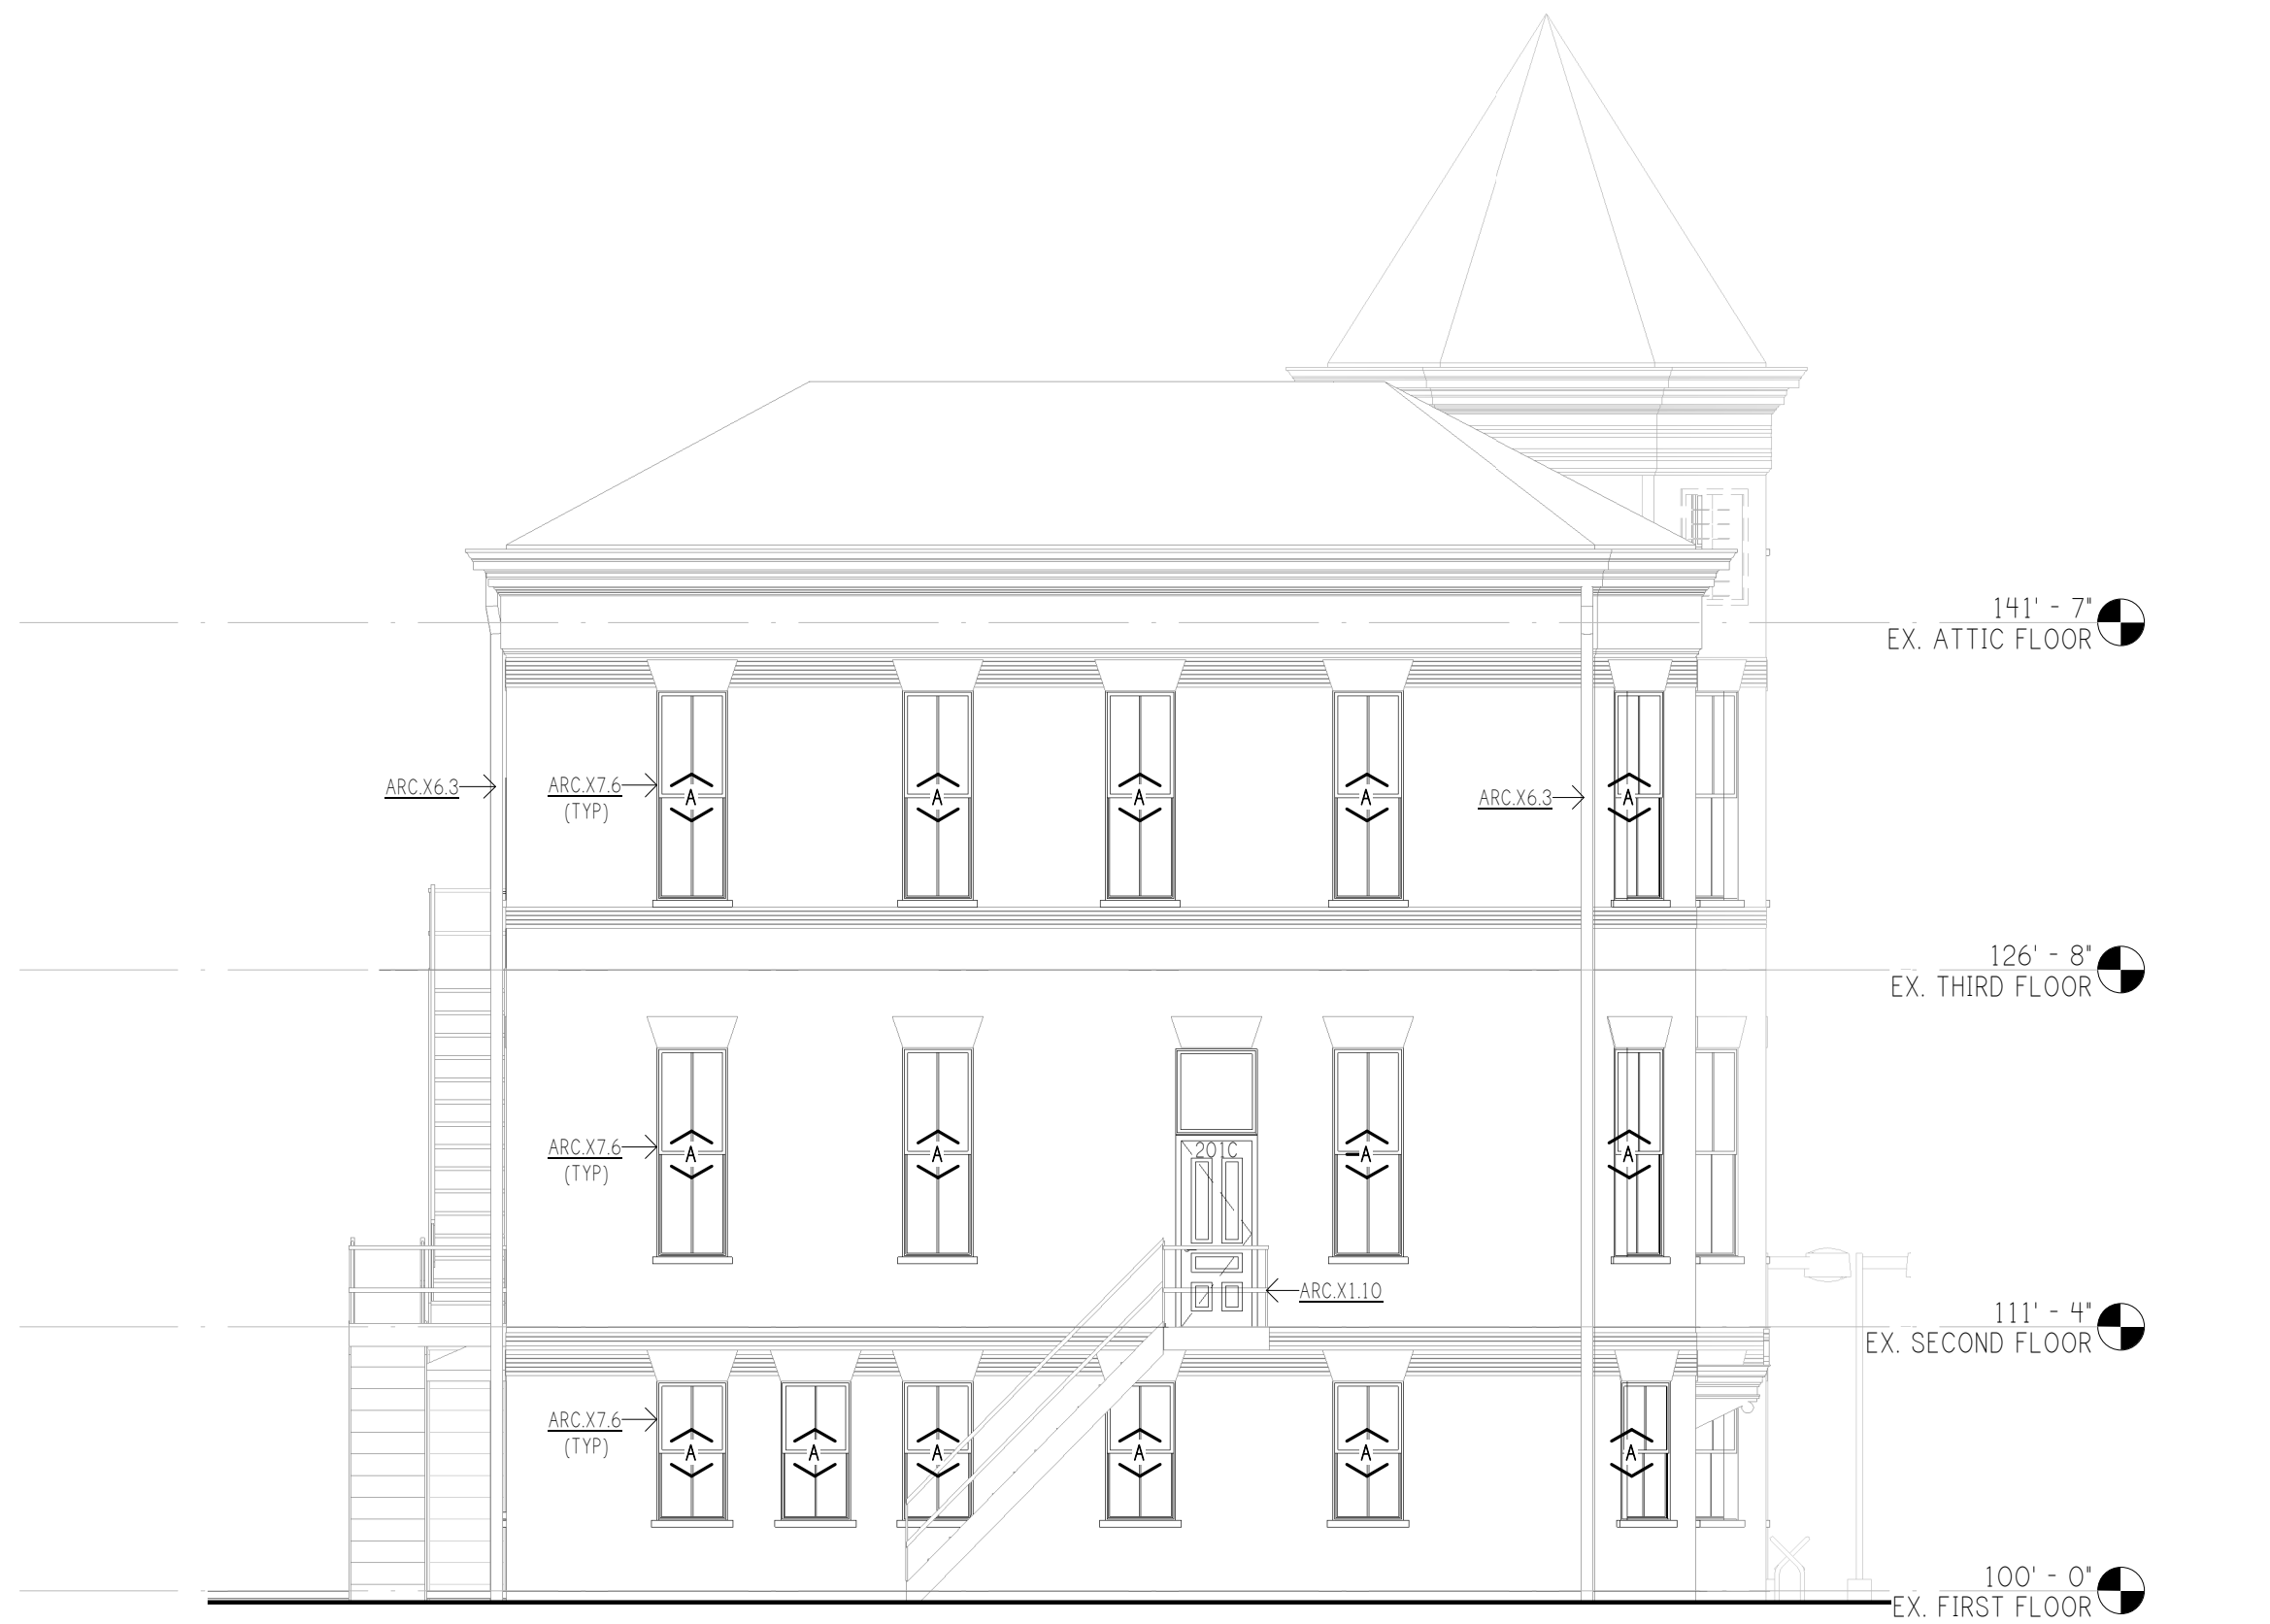 141' - 7"
EX. ATTIC FLOOR
ARC.X6.3
ARC.X7.6
(TYP)
A
A
A
A
ARC.X6.3
A
126' - 8"
EX. THIRD FLOOR
ARC.X7.6
(TYP)
A
A
201C
A
A
ARC.X1.10
111' - 4"
EX. SECOND FLOOR
ARC.X7.6
(TYP)
A
A
A
A
A
A
100' - 0"
EX. FIRST FLOOR